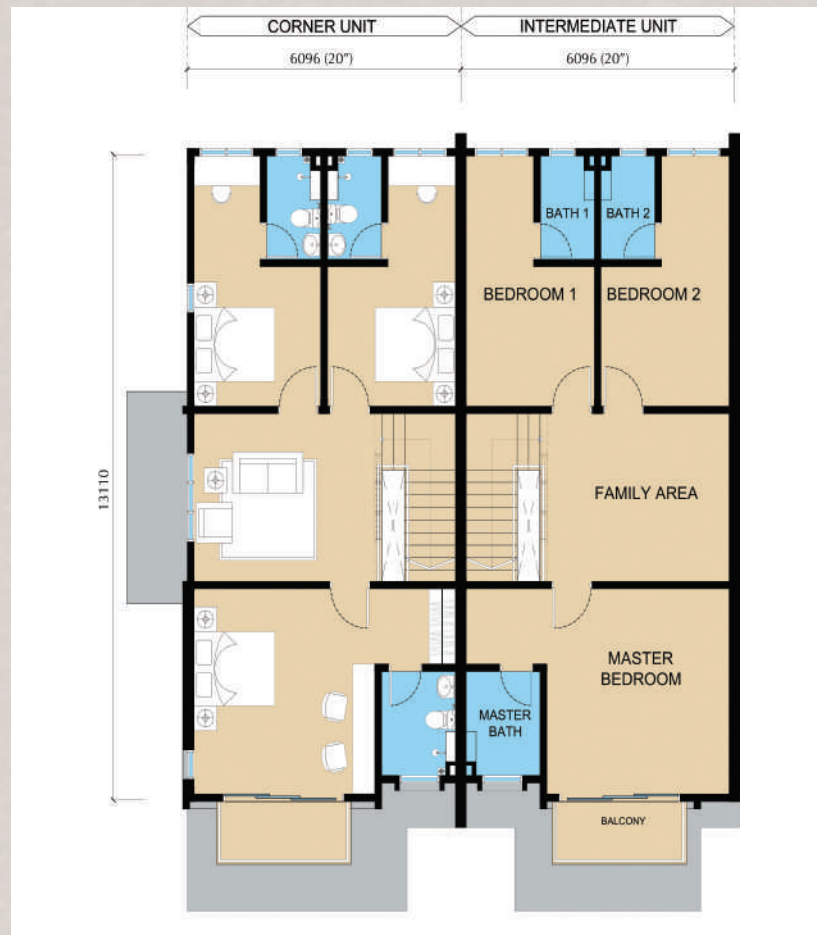 CORNER UNIT
INTERMEDIATE UNIT
6096 (20")
6096 (20")
13110
BATH 1
BATH 2
BEDROOM 1
BEDROOM 2
FAMILY AREA
MASTER
BEDROOM
MASTER
BATH
BALCONY